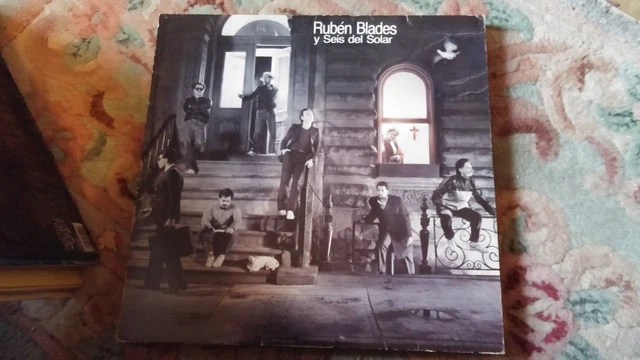 Rubén Blades
y Seis del Solar